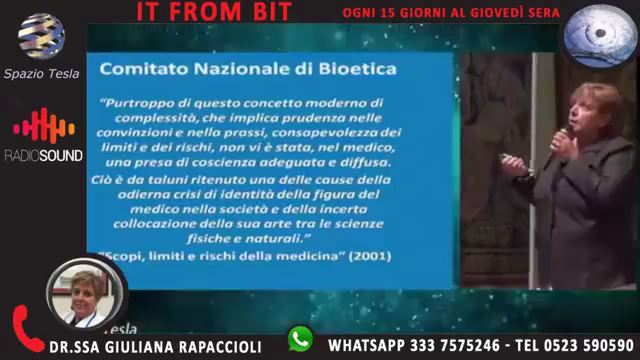 IT FROM BIT
OGNI 15 GIORNI AL GIOVEDÌ SERA
Spazio Tesla
RADIOSOUND
Comitato Nazionale di Bioetica
“Purtroppo di questo concetto moderno di
complessità, che implica prudenza nelle
convinzioni e nella prassi, consapevolezza dei
limiti e dei rischi, non vi è stata, nel medico,
una presa di coscienza adeguata e diffusa.
Ciò è da taluni ritenuto una delle cause della
odierna crisi di identità della figura del
medico nella società e della incerta
collocazione della sua arte tra le scienze
fisiche e naturali.”
“Scopi, limiti e rischi della medicina” (2001)
Tesla
DR.SSA GIULIANA RAPACCIOLI
WHATSAPP 333 7575246 - TEL 0523 590590